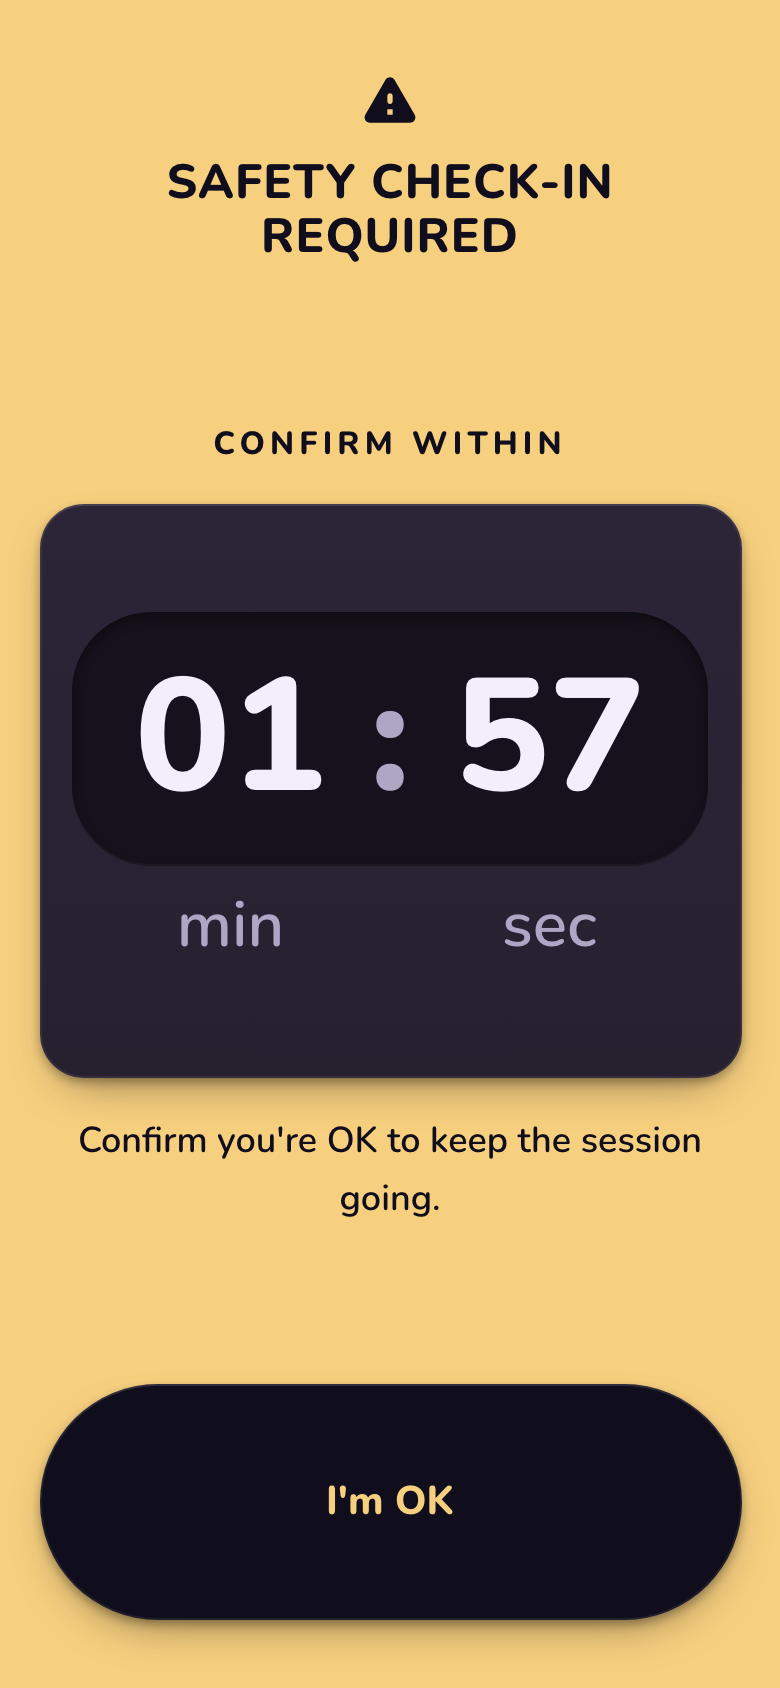 SAFETY CHECK-IN
REQUIRED
CONFIRM WITHIN
01 : 57
min sec
Confirm you're OK to keep the session
going.
I'm OK